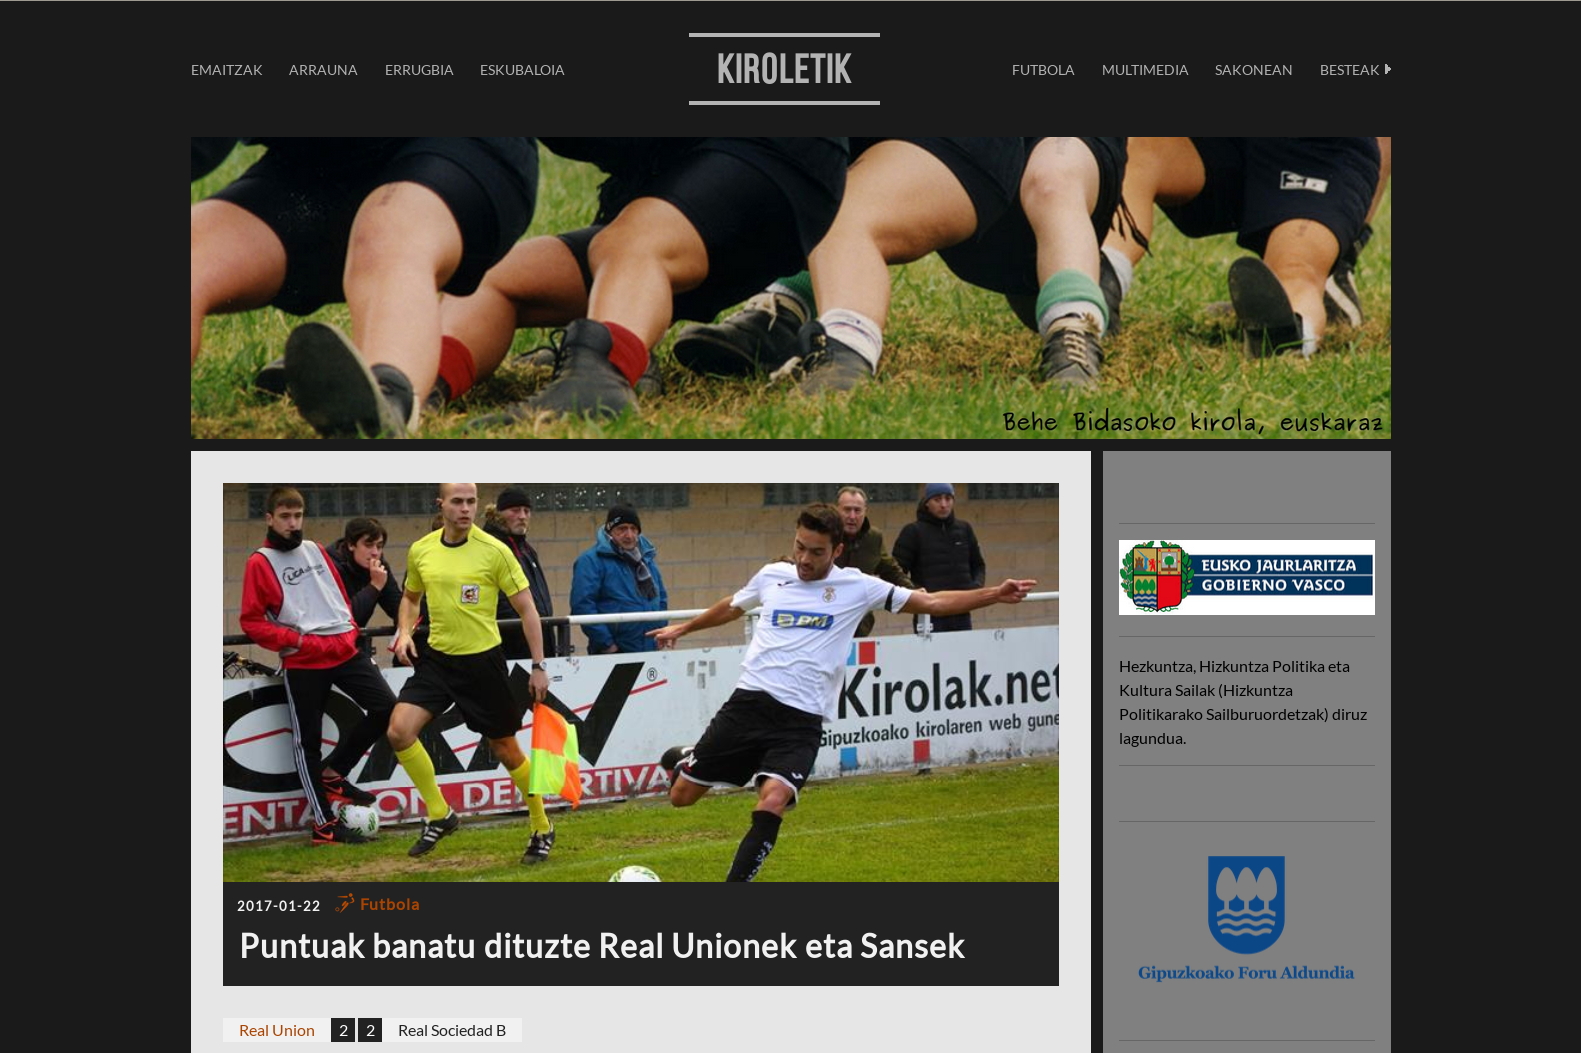 EMAITZAK ARRAUNA ERRUGBIA ESKUBALOIA
KIROLETIK
FUTBOLA MULTIMEDIA SAKONEAN BESTEAK
Behe Bidasoko kirola, euskaraz
LIGA
BM
Kirolak.net
Gipuzkoako kirolaren web gune
®
2017-01-22 Futbola
Puntuak banatu dituzte Real Unionek eta Sansek
Real Union 2 2 Real Sociedad B
EUSKO JAURLARITZA
GOBIERNO VASCO
Hezkuntza, Hizkuntza Politika eta
Kultura Sailak (Hizkuntza
Politikarako Sailburuordetzak) diruz
lagundua.
Gipuzkoako Foru Aldundia